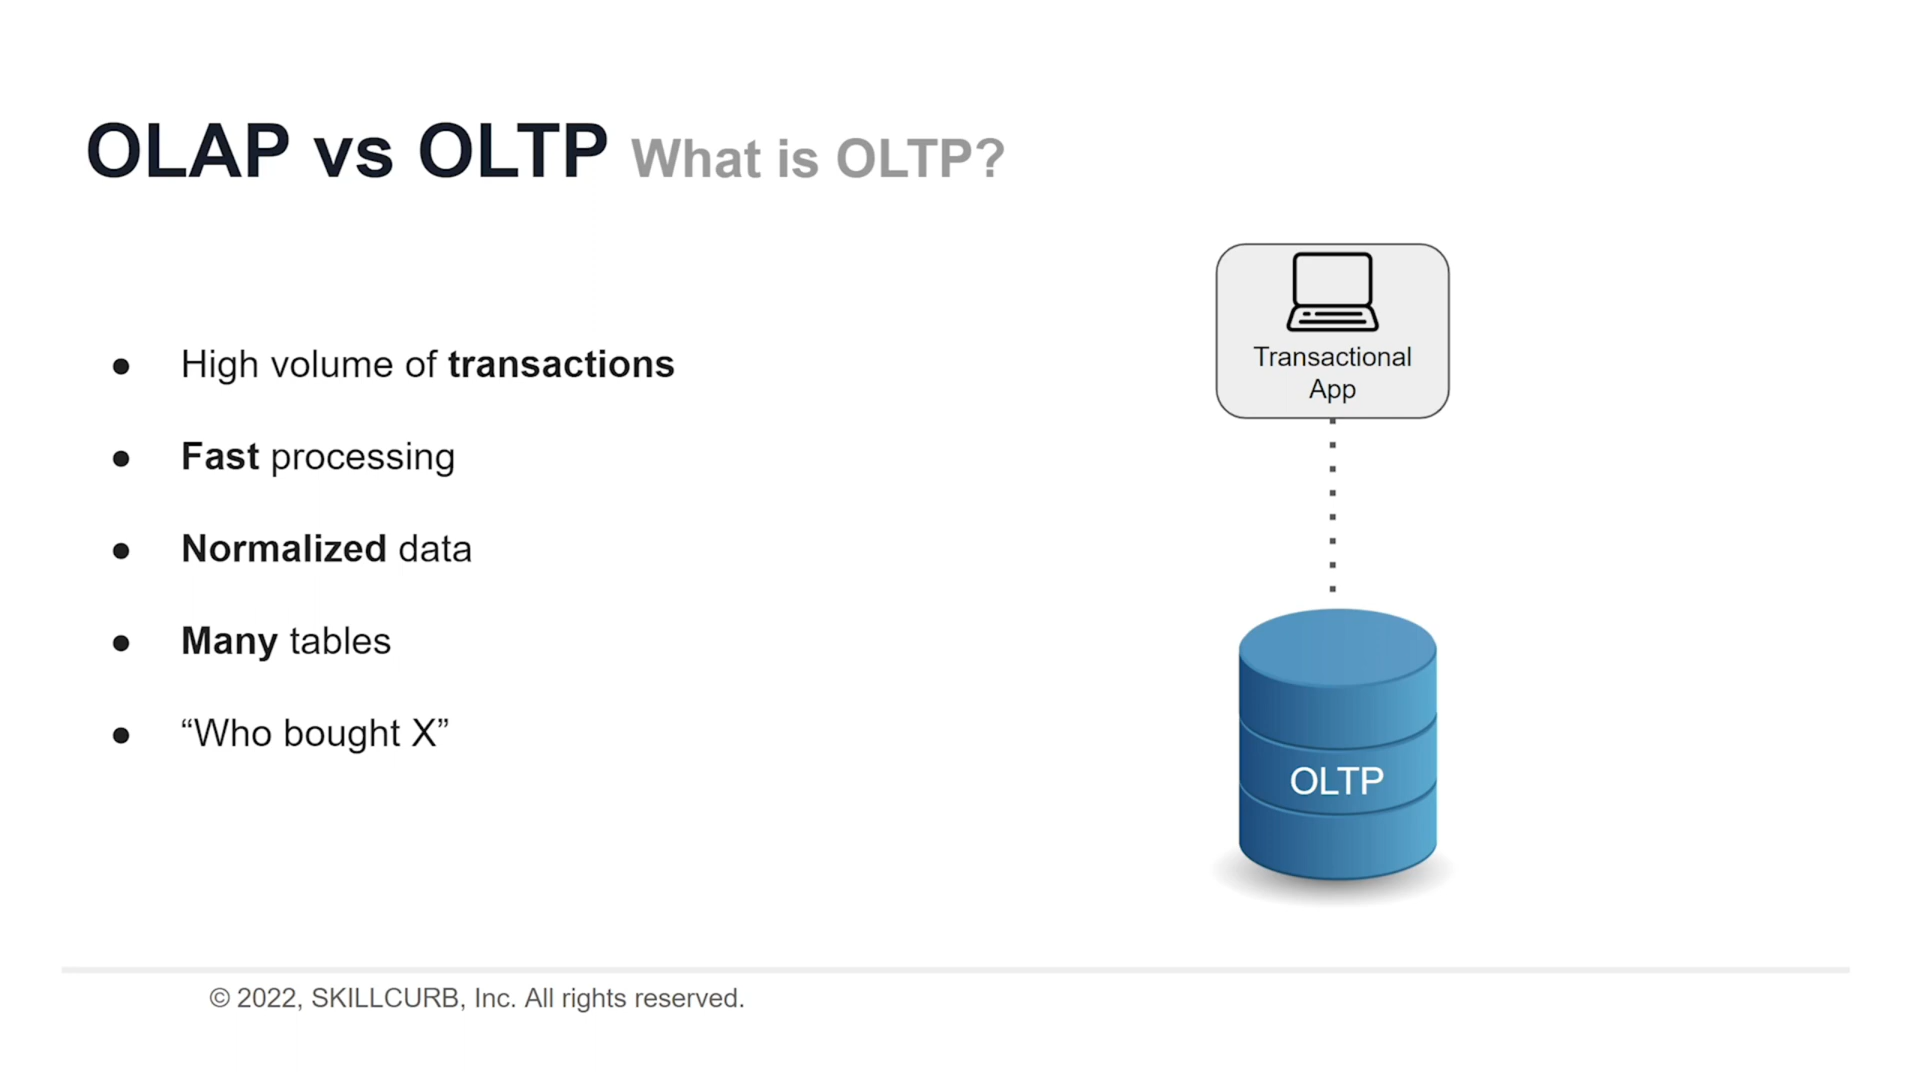 OLAP vs OLTP What is OLTP?
Transactional
App
● High volume of transactions
● Fast processing
● Normalized data
● Many tables
● “Who bought X”
OLTP
© 2022, SKILLCURB, Inc. All rights reserved.